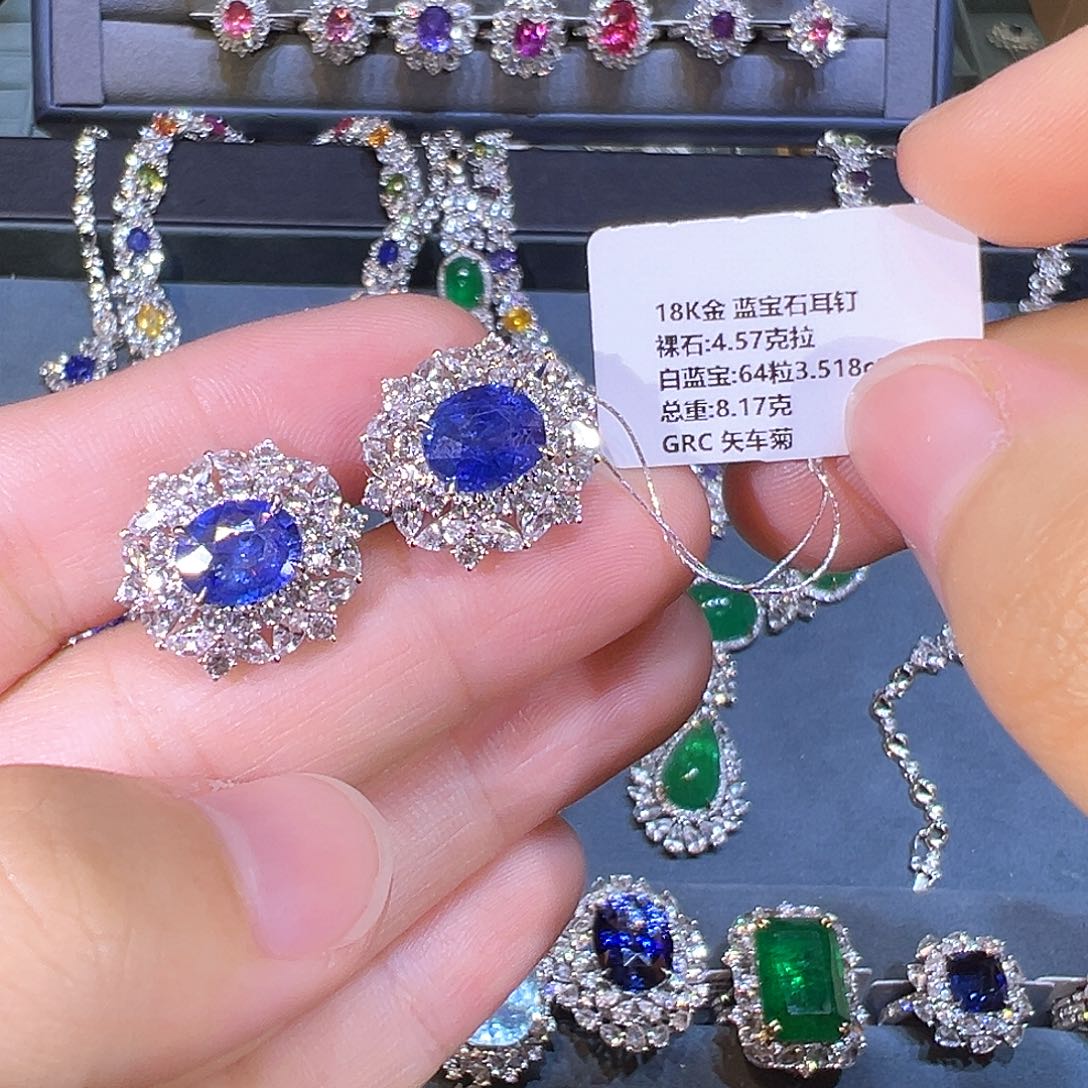 18K金 蓝宝石耳钉
裸石:4.57克拉
白蓝宝:64粒3.518c
总重:8.17克
GRC 矢车菊